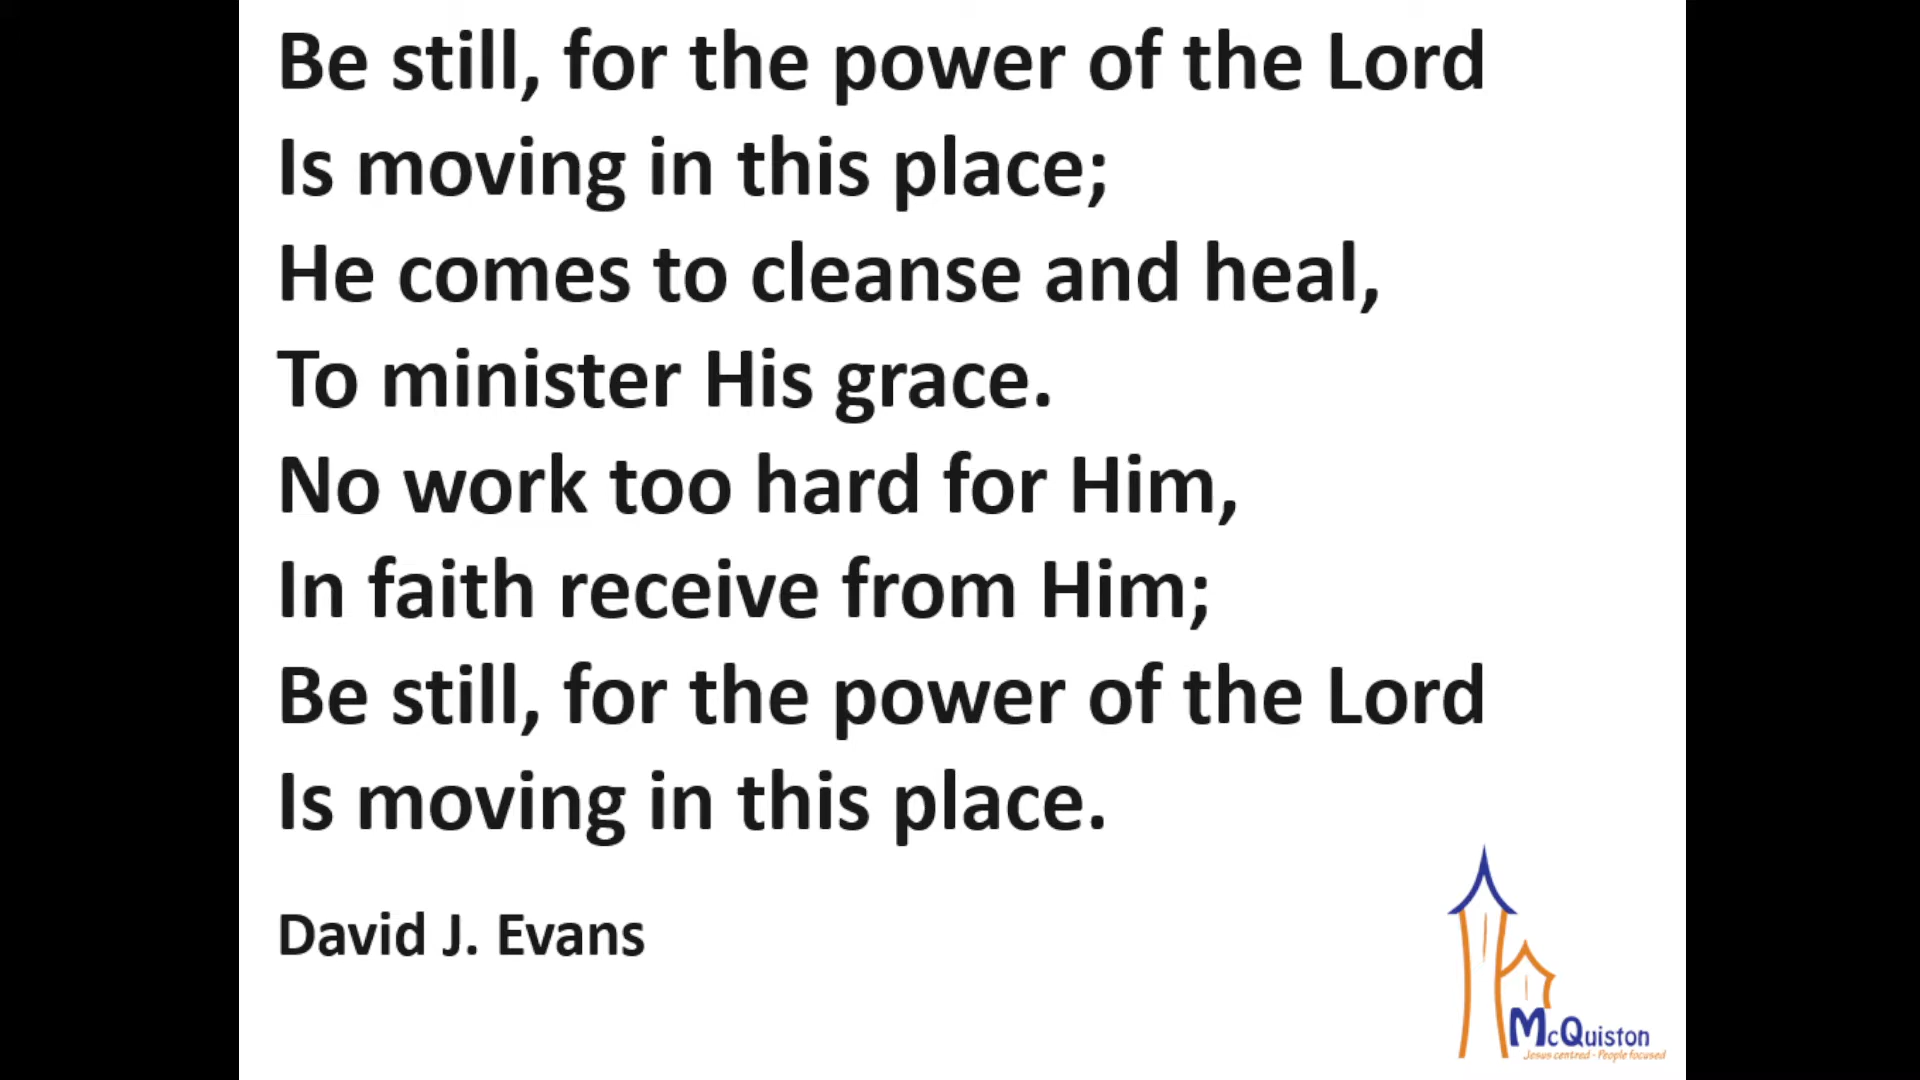 Be still, for the power of the Lord
Is moving in this place;
He comes to cleanse and heal,
To minister His grace.
No work too hard for Him,
In faith receive from Him;
Be still, for the power of the Lord
Is moving in this place.
David J. Evans
McQuiston
Jesus centred - People focused